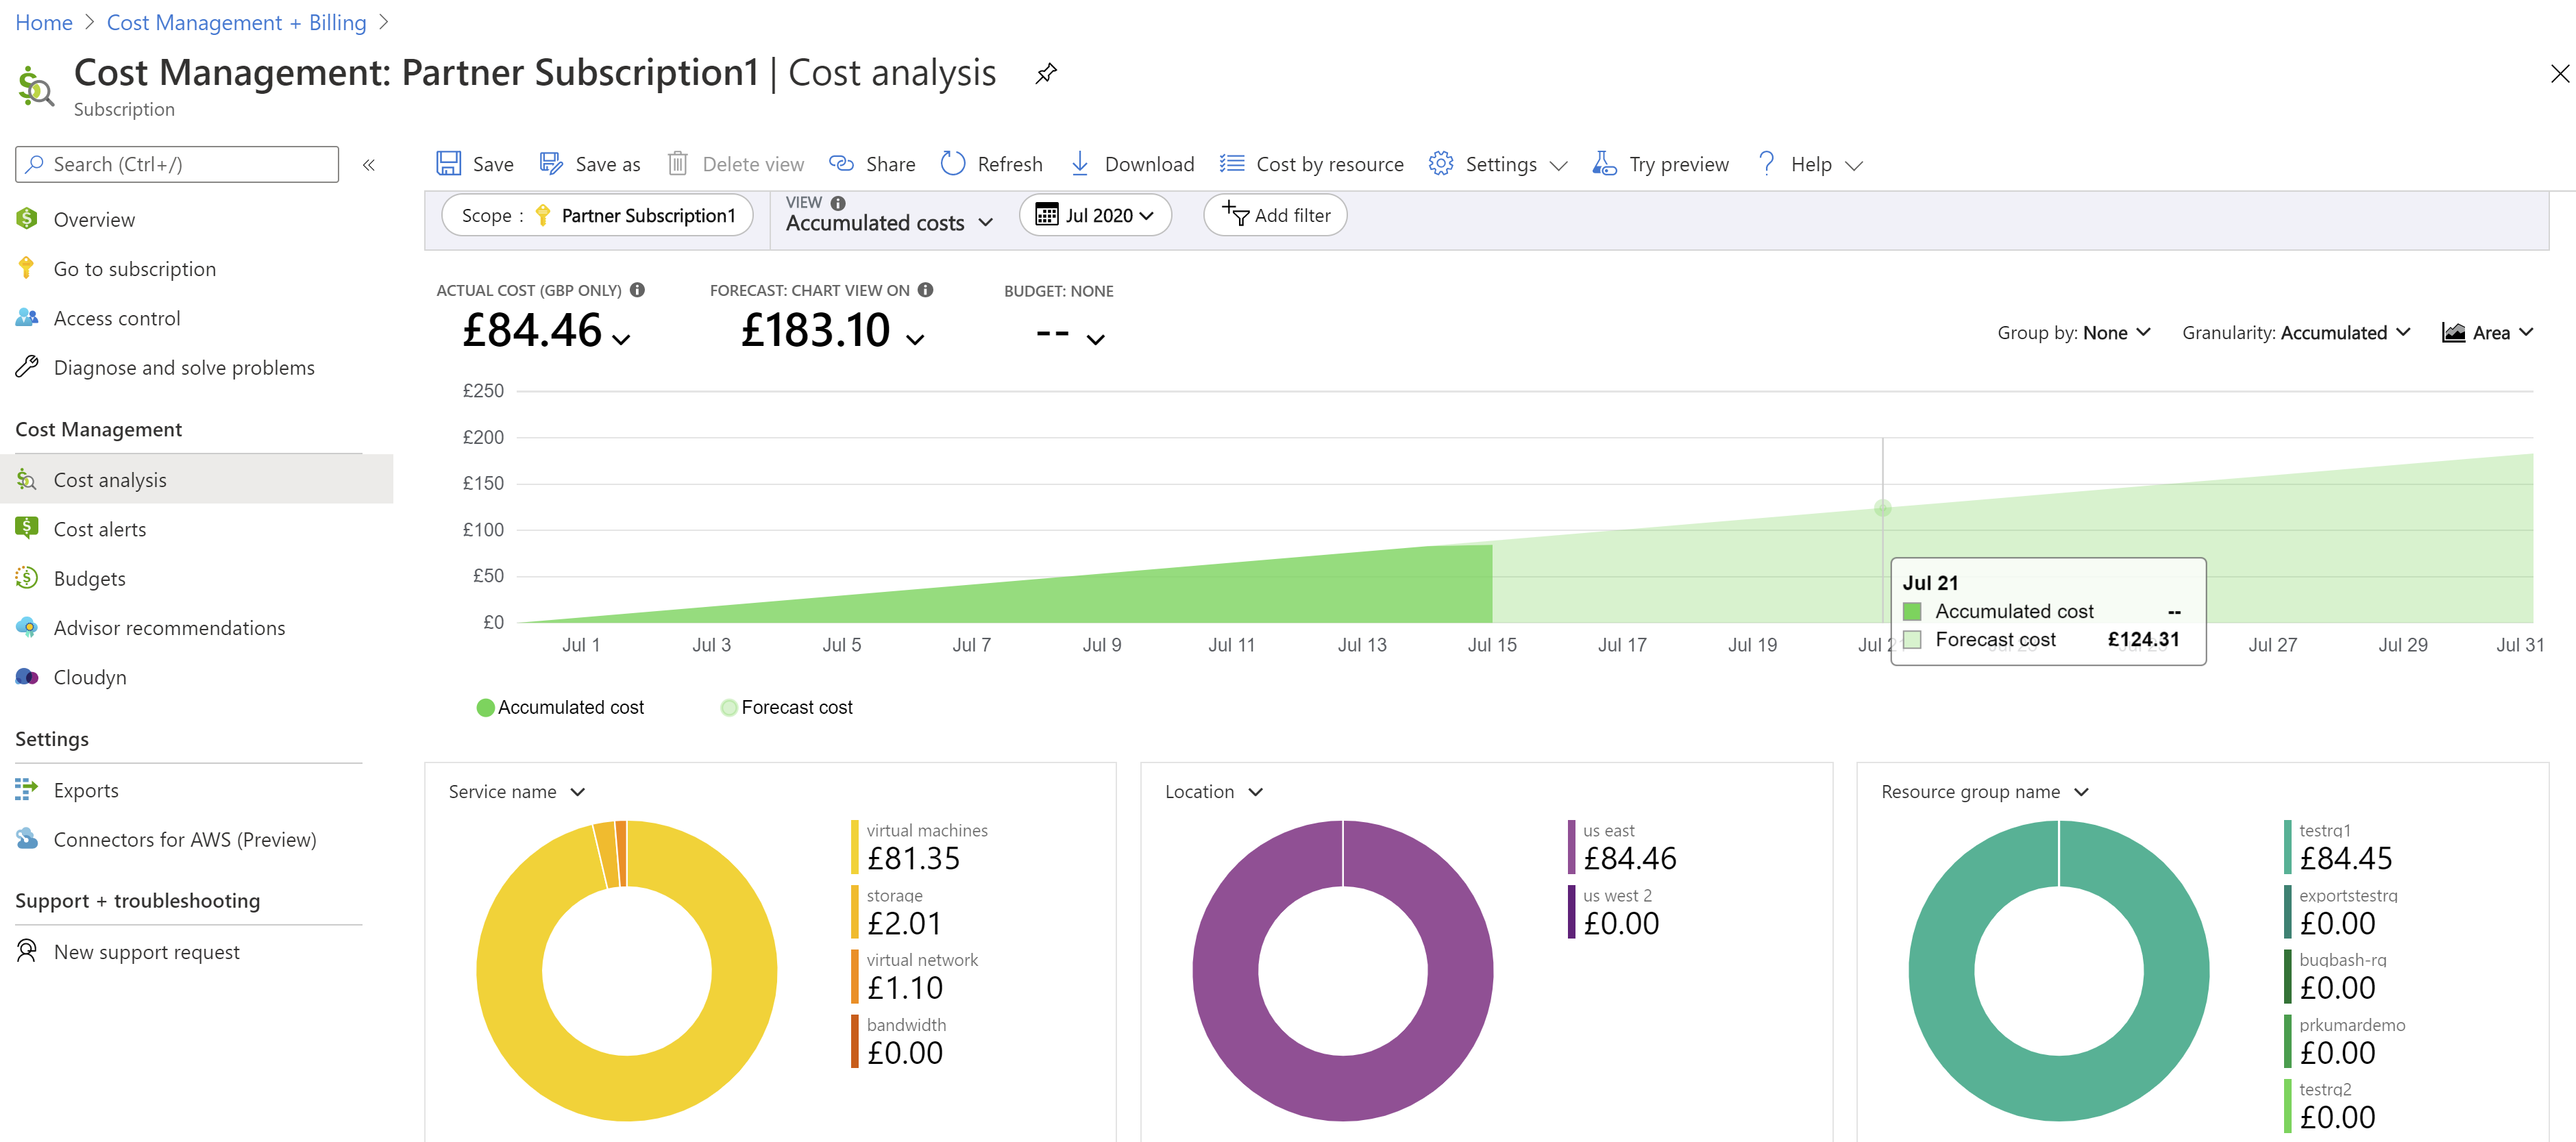 Home > Cost Management + Billing >
Cost Management: Partner Subscription1 | Cost analysis
Subscription
Search (Ctrl+/)
«
Overview
Go to subscription
Access control
Diagnose and solve problems
Cost Management
Cost analysis
Cost alerts
Budgets
Advisor recommendations
Cloudyn
Settings
Exports
Connectors for AWS (Preview)
Support + troubleshooting
New support request
Save Save as Delete view Share Refresh Download Cost by resource Settings Try preview ? Help
Scope : Partner Subscription1
VIEW
Accumulated costs
Jul 2020
Add filter
ACTUAL COST (GBP ONLY)
£84.46
FORECAST: CHART VIEW ON
£183.10
BUDGET: NONE
--
Group by: None Granularity: Accumulated Area
£250
£200
£150
£100
£50
£0
Jul 1 Jul 3 Jul 5 Jul 7 Jul 9 Jul 11 Jul 13 Jul 15 Jul 17 Jul 19 Jul 27 Jul 29 Jul 31
Jul 21
Accumulated cost --
Forecast cost £124.31
Accumulated cost Forecast cost
Service name
virtual machines
£81.35
storage
£2.01
virtual network
£1.10
bandwidth
£0.00
Location
us east
£84.46
us west 2
£0.00
Resource group name
testrg1
£84.45
exportstestrg
£0.00
bugbash-rg
£0.00
prkumardemo
£0.00
testrg2
£0.00